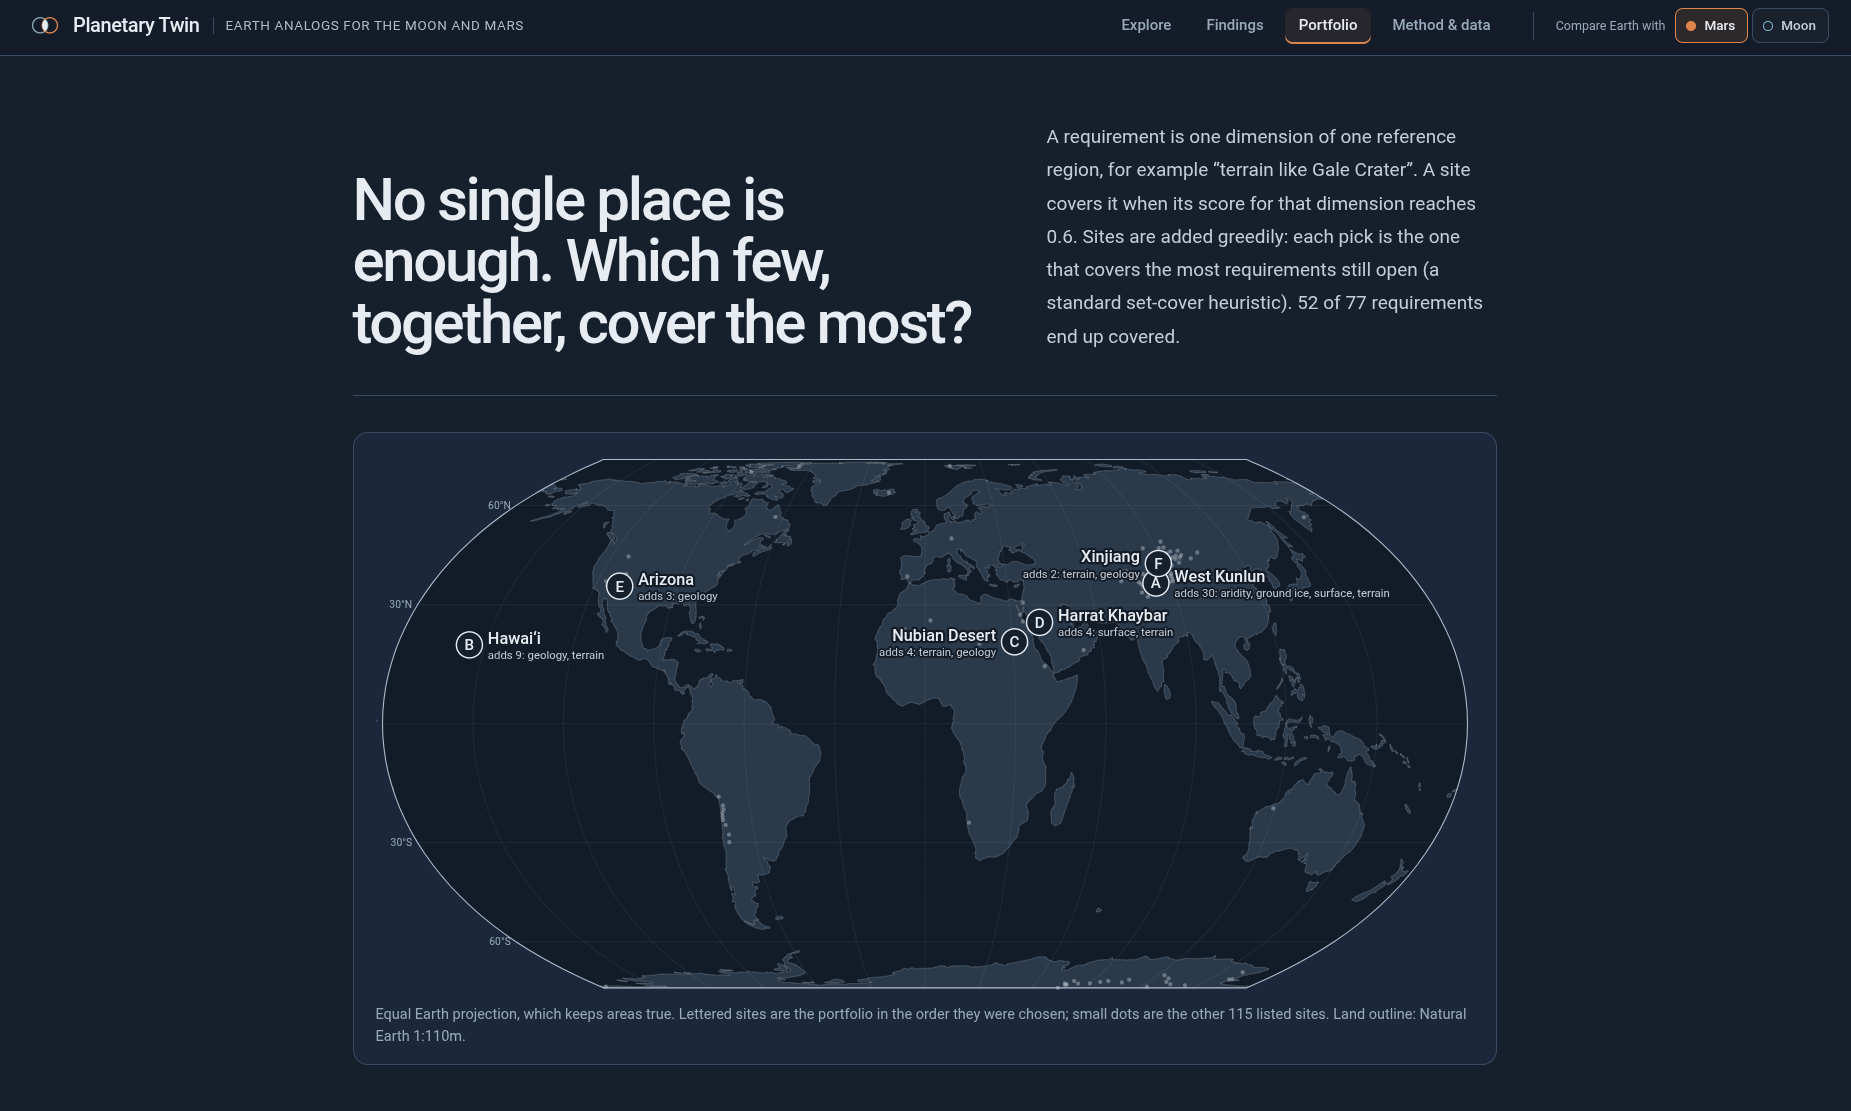 Planetary Twin
EARTH ANALOGS FOR THE MOON AND MARS
Explore
Findings
Portfolio
Method & data
Compare Earth with
Mars
Moon
No single place is
enough. Which few,
together, cover the most?
A requirement is one dimension of one reference
region, for example “terrain like Gale Crater”. A site
covers it when its score for that dimension reaches
0.6. Sites are added greedily: each pick is the one
that covers the most requirements still open (a
standard set-cover heuristic). 52 of 77 requirements
end up covered.
60°N
30°N
30°S
60°S
Xinjiang
adds 2: terrain, geology
F
A
West Kunlun
adds 30: aridity, ground ice, surface, terrain
E
Arizona
adds 3: geology
D
Harrat Khaybar
adds 4: surface, terrain
Nubian Desert
adds 4: terrain, geology
C
B
Hawaiʻi
adds 9: geology, terrain
Equal Earth projection, which keeps areas true. Lettered sites are the portfolio in the order they were chosen; small dots are the other 115 listed sites. Land outline: Natural
Earth 1:110m.